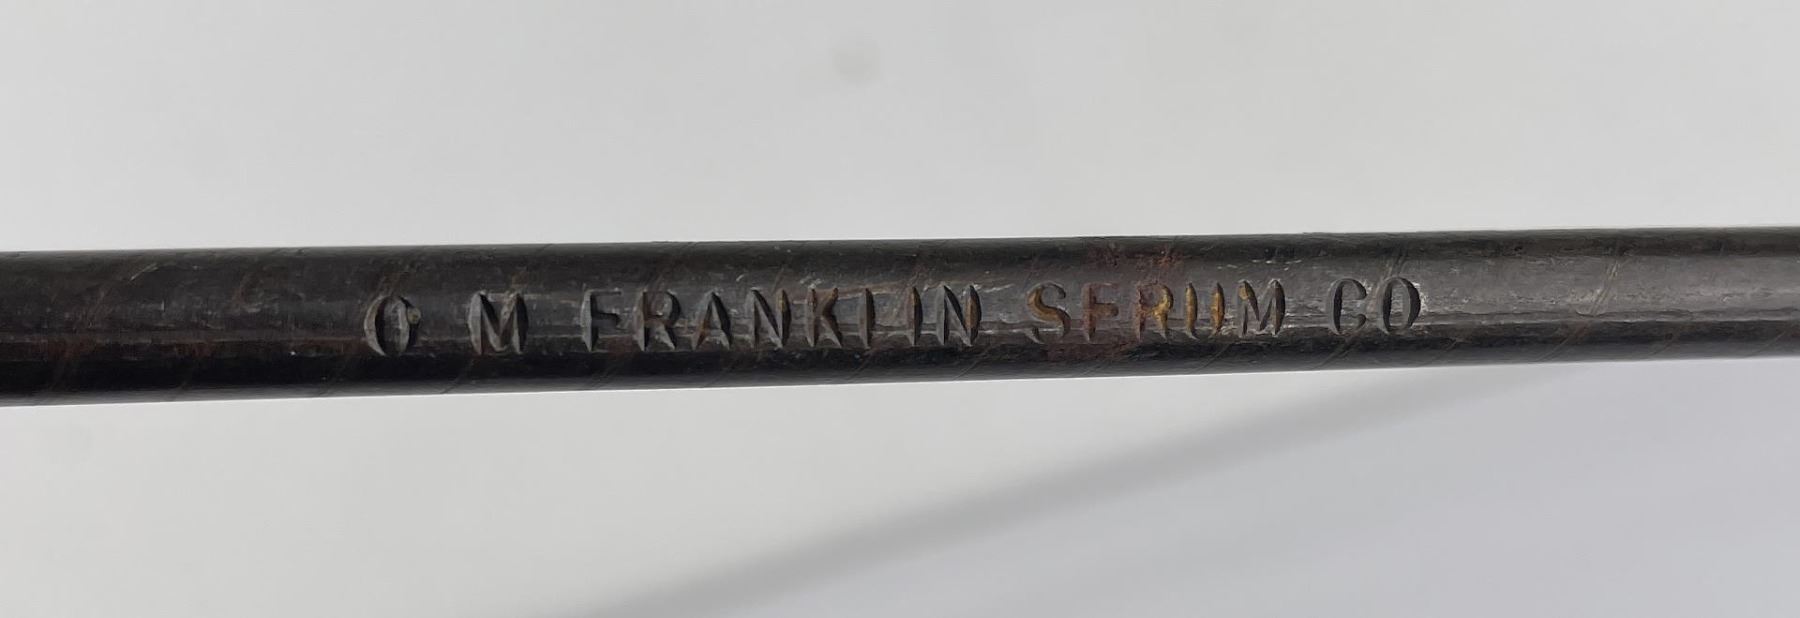 O M FRANKLIN SERUM CO